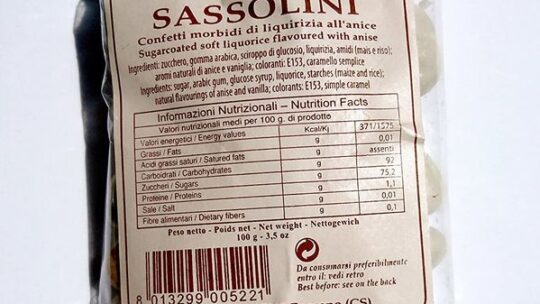 SASSOLINI
Confetti morbidi di liquirizia all'anice
Sugarcoated soft liquorice flavoured with anise
Ingredienti: zucchero, gomma arabica, sciroppo di glucosio, liquirizia, amidi (mais e riso);
aromi naturali di anice e vaniglia; coloranti: E153, caramello semplice
Ingredients: sugar, arabic gum, glucose syrup, liquorice, starches (maize and rice);
natural flavourings of anise and vanilla; colorants: E153, simple caramel
Informazioni Nutrizionali – Nutrition Facts
Valori nutrizionali medi per 100 g. di prodotto
Valori energetici / Energy values Kcal/Kj 371/1575
Grassi / Fats g 0,01
Acidi grassi saturi / Satured fats g assenti
Carboidrati / Carbohydrates g 92
Zuccheri / Sugars g 75,2
Proteine / Proteins g 1,1
Sale / Salt g 0,01
Fibre alimentari / Dietary fibers g 0,1
Peso netto - Poids net - Net weight - Nettogewich
100 g - 3,5 oz
Da consumarsi preferibilmente
entro il: vedi retro
Best before: see on the back
8 013299 005221
(CS)